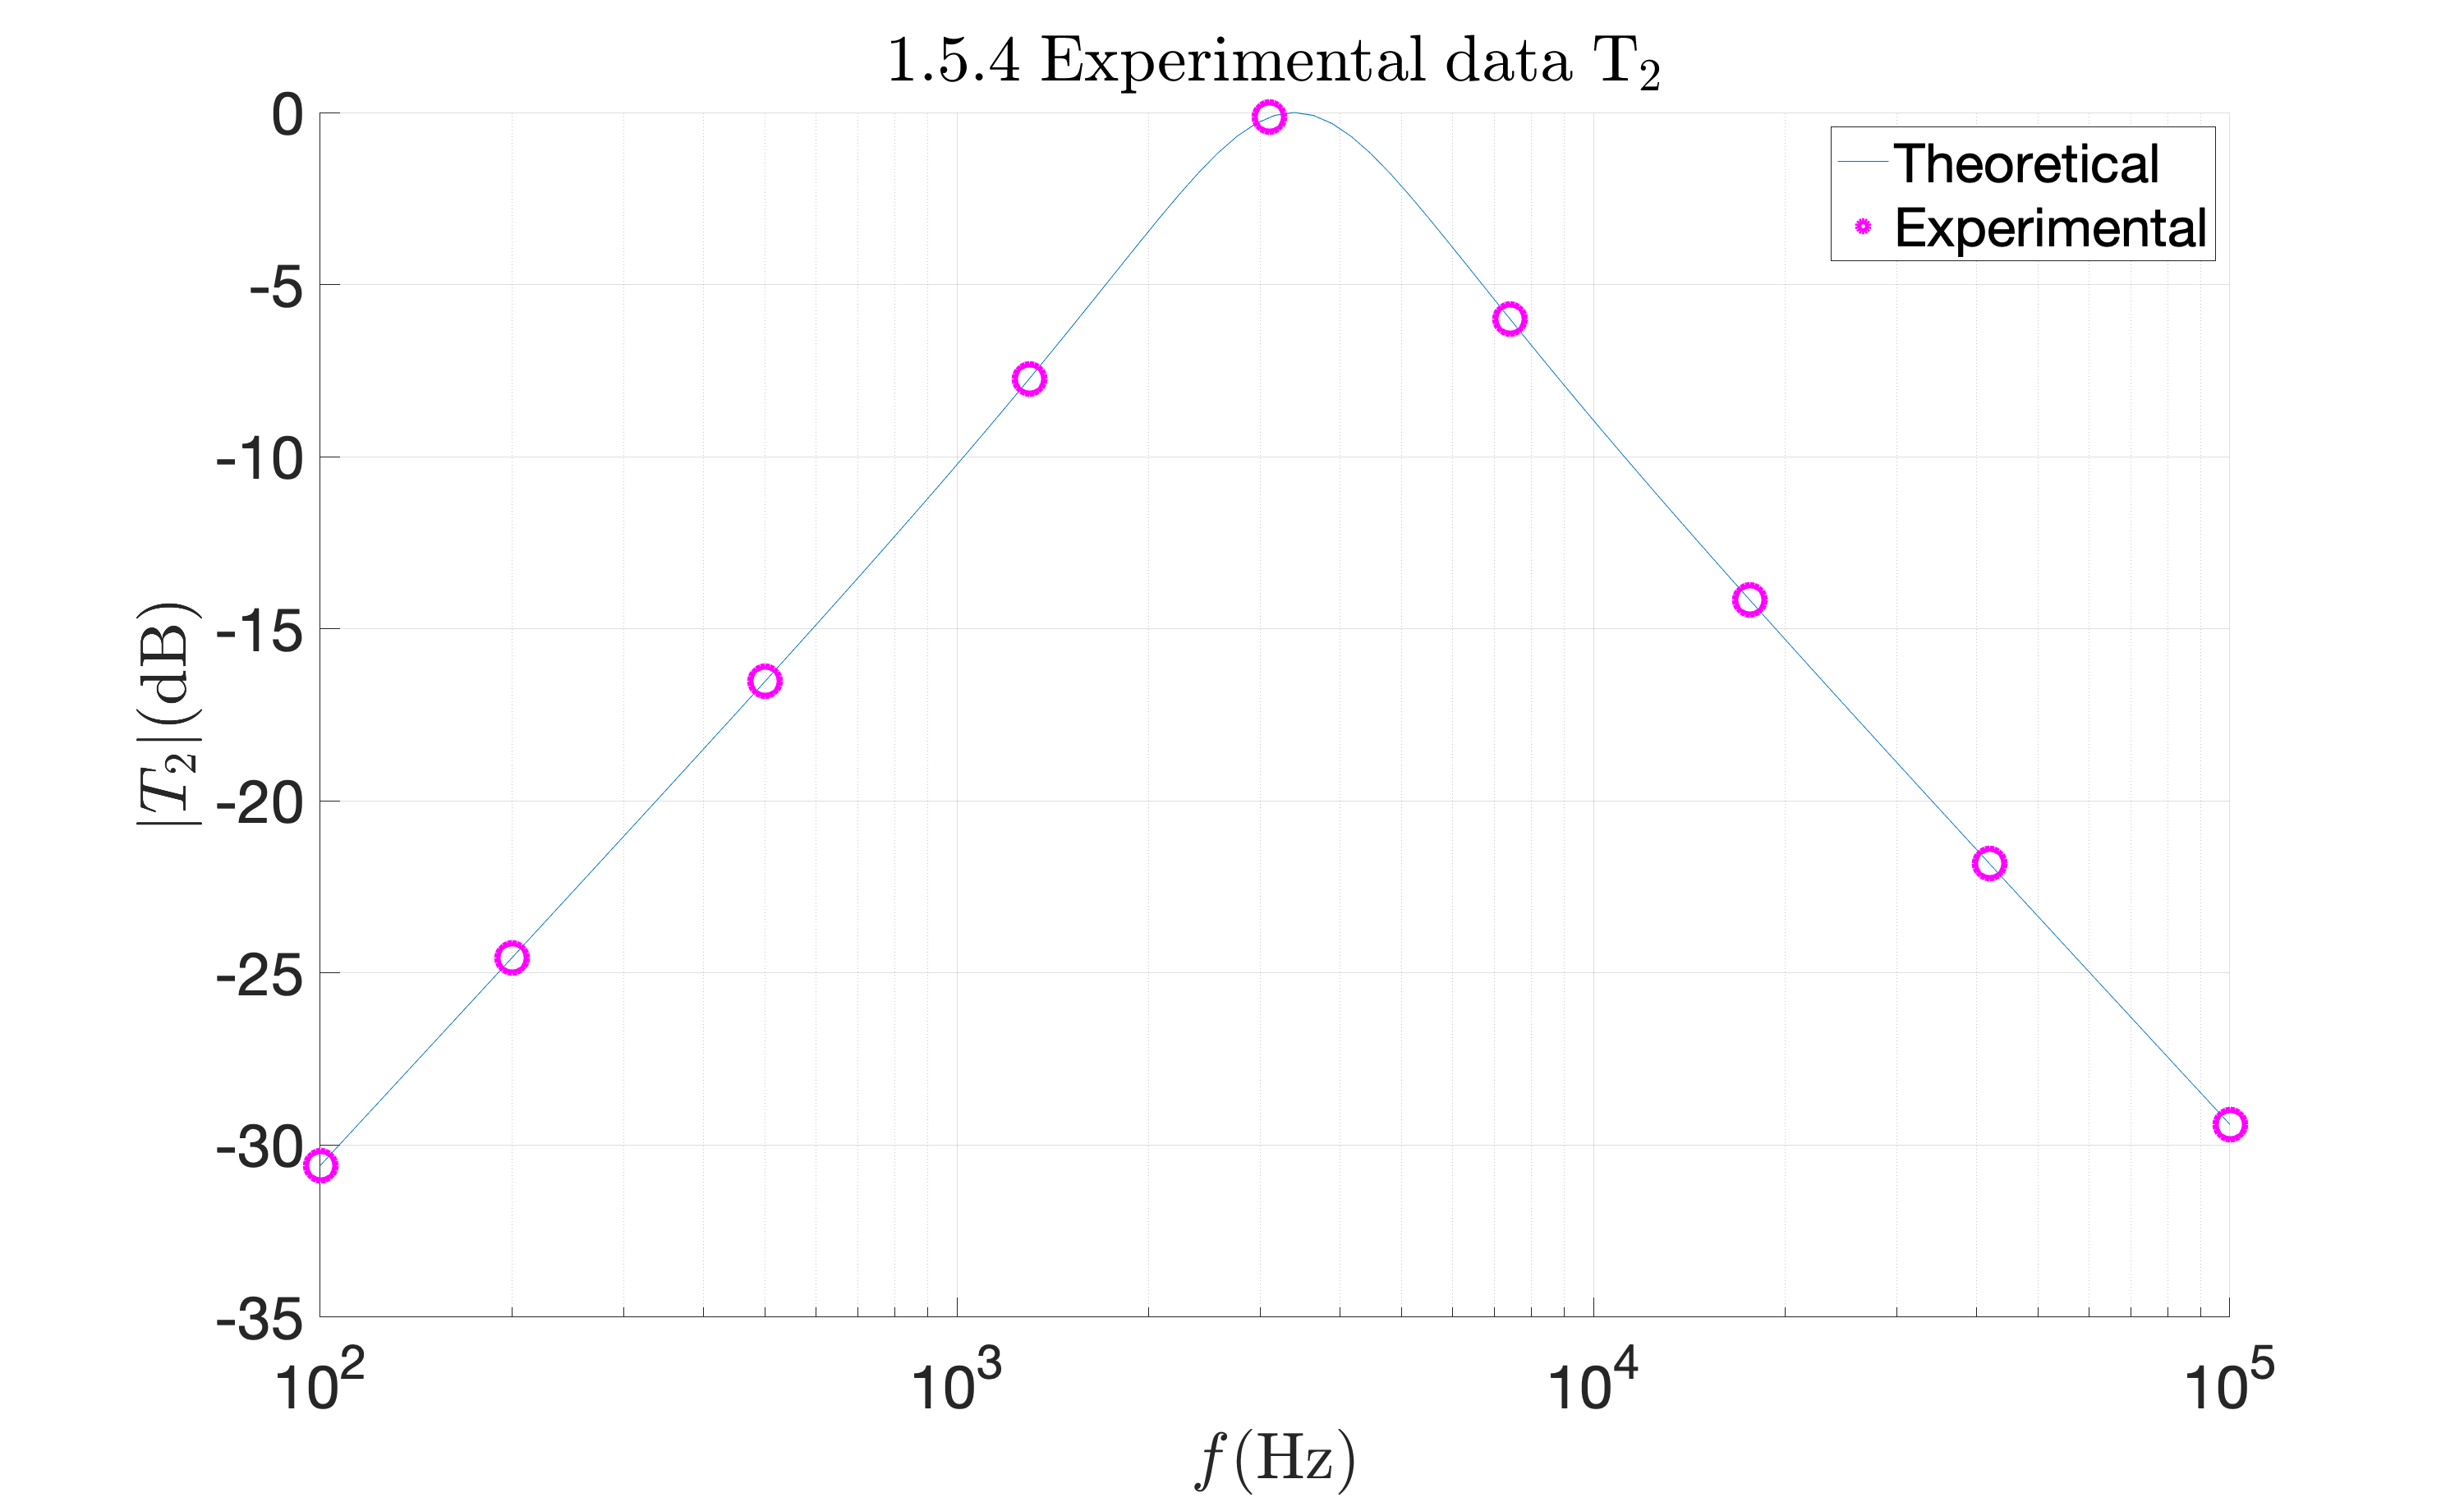 1.5.4 Experimental data T₂
Theoretical
Experimental
|T₂|(dB)
0
-5
-10
-15
-20
-25
-30
-35
10² 10³ 10⁴ 10⁵
f(Hz)